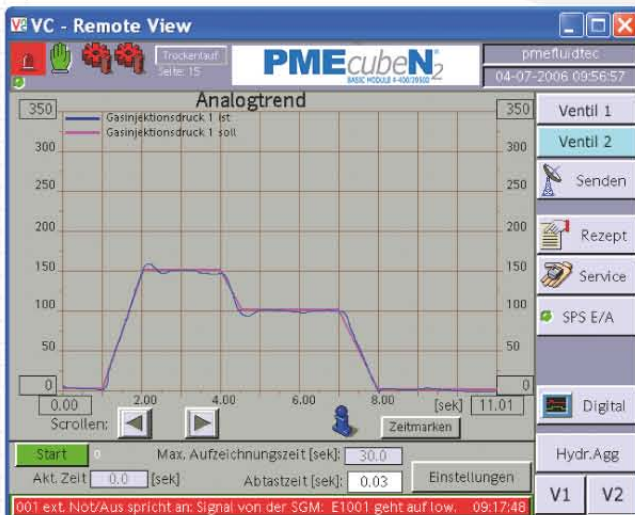 VC - Remote View
Trockentauf
Seite: 15
PMEcubeN2
BASIC MODULE 4-400/39500
pmefluidtec
04-07-2006 09:56:57
Analogtrend
Gasinjektionsdruck 1 ist
Gasinjektionsdruck 1 soll
350
300
250
200
150
100
50
0
350
300
250
200
150
100
50
0
0.00
2.00
4.00
6.00
8.00
[sek]
11.01
Scrollen:
Zeitmarken
Start
0
Max. Aufzeichnungszeit [sek]:
30.0
Akt. Zeit
0.0
[sek]
Abtastzeit [sek]:
0.03
Einstellungen
001 ext. Not/Aus spricht an: Signal von der SGM: E1001 geht auf low. 09:17:48
Ventil 1
Ventil 2
Senden
Rezept
Service
SPS E/A
Digital
Hydr.Agg
V1
V2